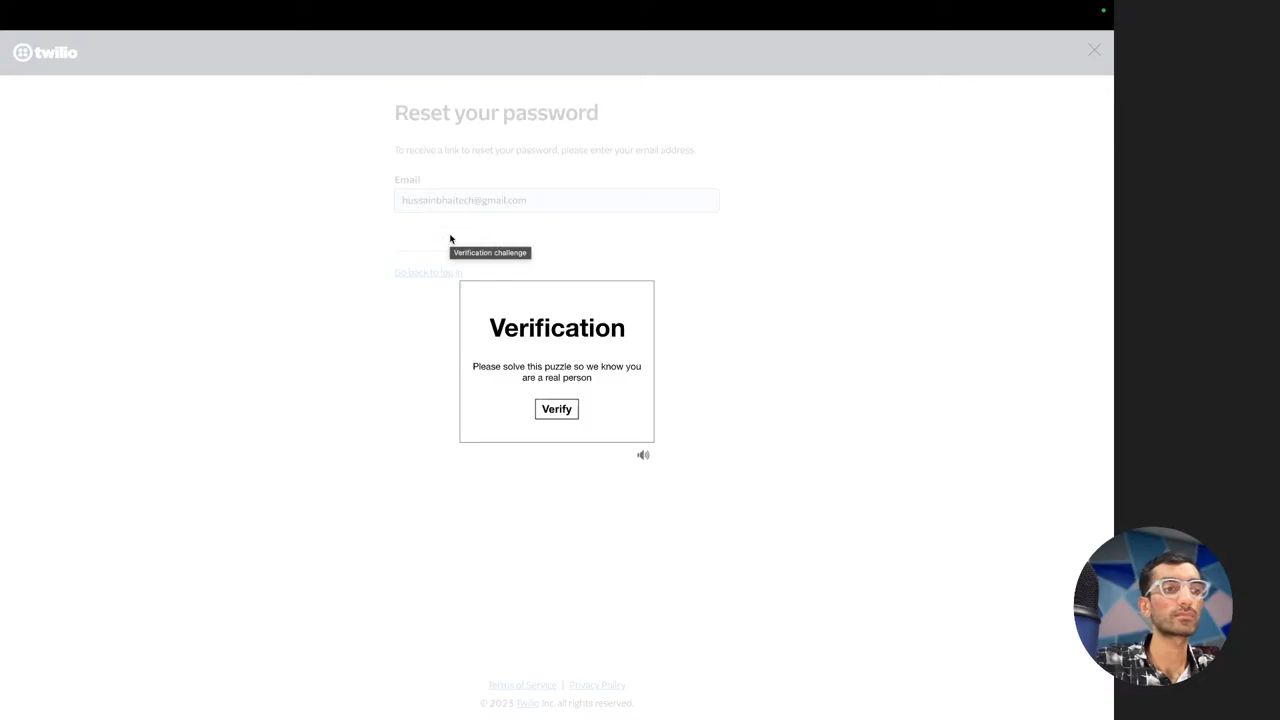 twilio
Reset your password
To receive a link to reset your password, please enter your email address.
Email
hussainbhaitech@gmail.com
Verification challenge
Go back to log in
Verification
Please solve this puzzle so we know you
are a real person
Verify
Terms of Service | Privacy Policy
© 2023 Twilio Inc. all rights reserved.